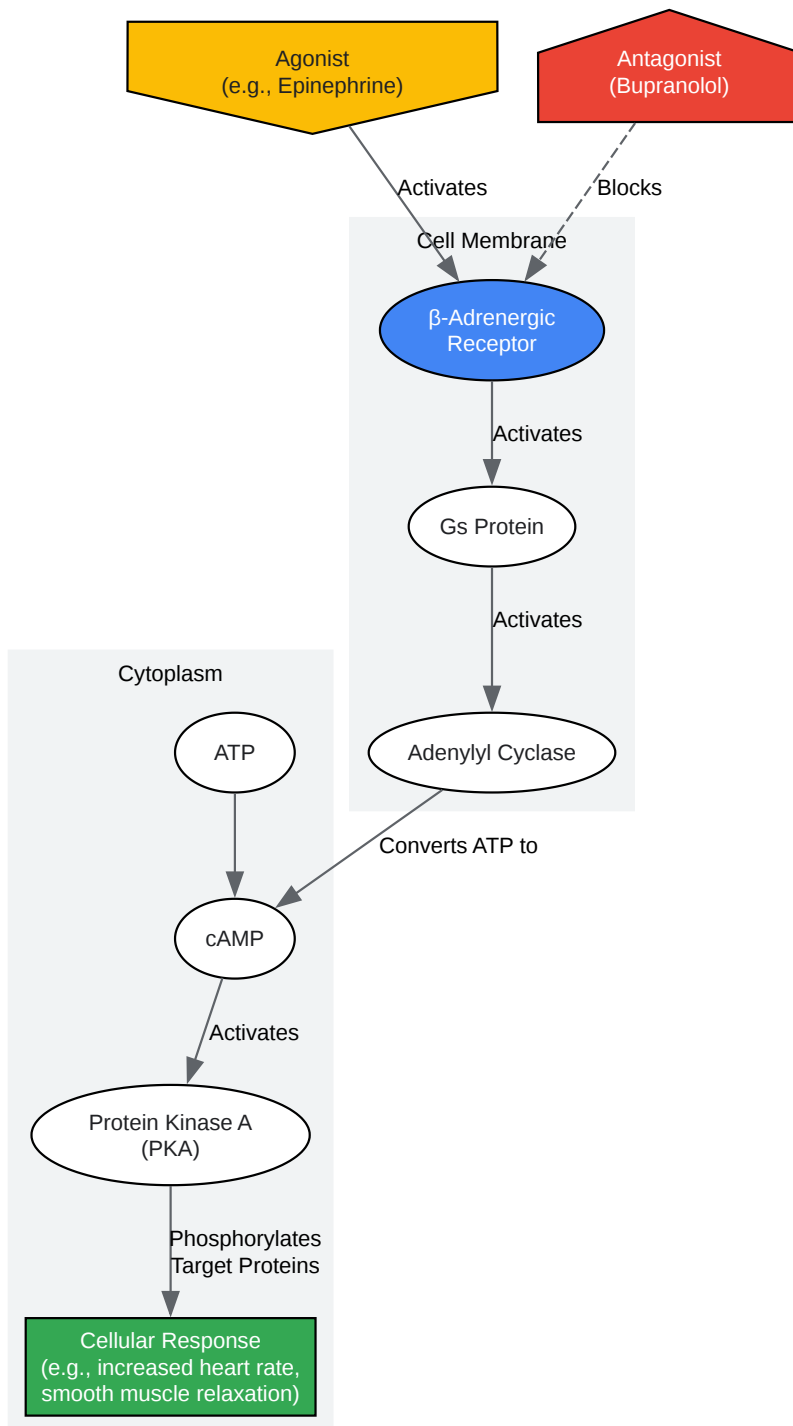 Agonist
(e.g., Epinephrine)
Antagonist
(Bupranolol)
Activates
Blocks
Cell Membrane
β-Adrenergic
Receptor
Activates
Gs Protein
Activates
Cytoplasm
ATP
Adenylyl Cyclase
Converts ATP to
cAMP
Activates
Protein Kinase A
(PKA)
Phosphorylates
Target Proteins
Cellular Response
(e.g., increased heart rate,
smooth muscle relaxation)